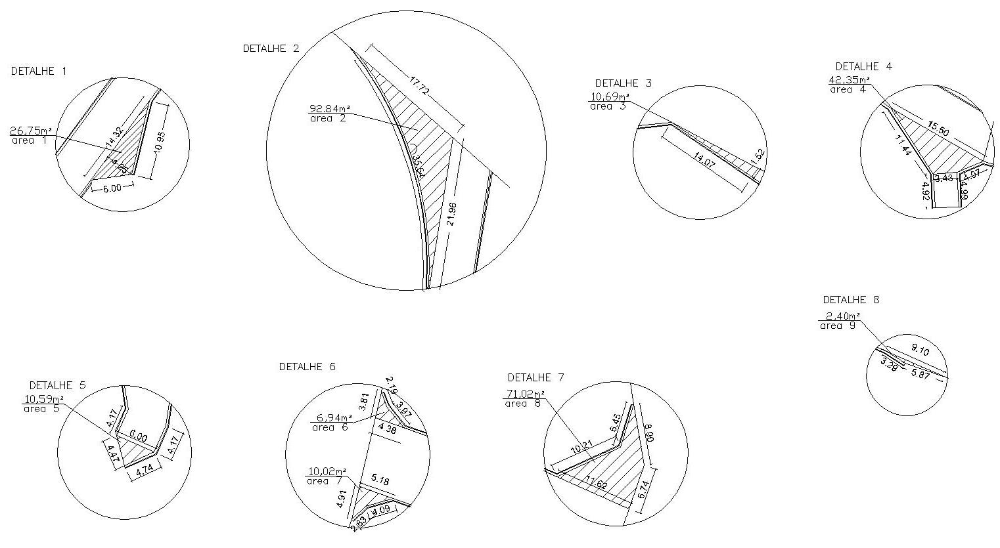 DETALHE 1
26,75m²
area 1
14.32
10.95
4.25
6.00
DETALHE 2
92.84m²
area 2
17.72
35.64
21.96
DETALHE 3
10,69m²
area 3
14.07
1.52
DETALHE 4
42,35m²
area 4
15.50
11.44
3.43
4.07
4.92
4.99
DETALHE 5
10,59m²
area 5
4.17
6.00
4.47
4.17
4.74
DETALHE 6
2.19
3.81
3.97
6,94m²
area 6
4.38
10,02m²
area 7
5.18
4.91
4.09
2.83
DETALHE 7
71,02m²
area 8
6.45
8.90
10.21
11.62
6.74
DETALHE 8
2,40m²
area 9
9.10
3.29
5.87